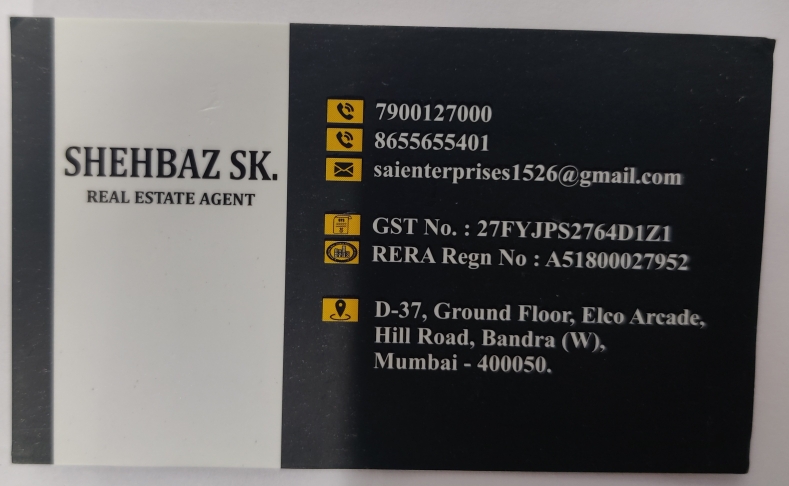 SHEHBAZ SK.
REAL ESTATE AGENT
7900127000
8655655401
saienterprises1526@gmail.com
GST No. : 27FYJPS2764D1Z1
RERA Regn No : A51800027952
D-37, Ground Floor, Elco Arcade,
Hill Road, Bandra (W),
Mumbai - 400050.